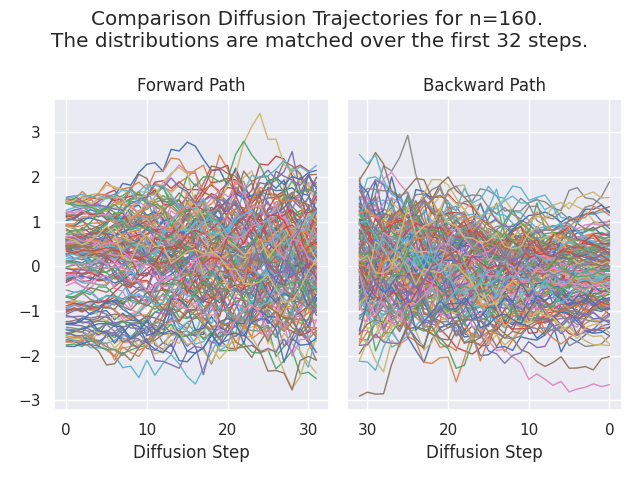 Comparison Diffusion Trajectories for n=160.
The distributions are matched over the first 32 steps.
Forward Path
Backward Path
3
2
1
0
−1
−2
−3
0 10 20 30
30 20 10 0
Diffusion Step
Diffusion Step